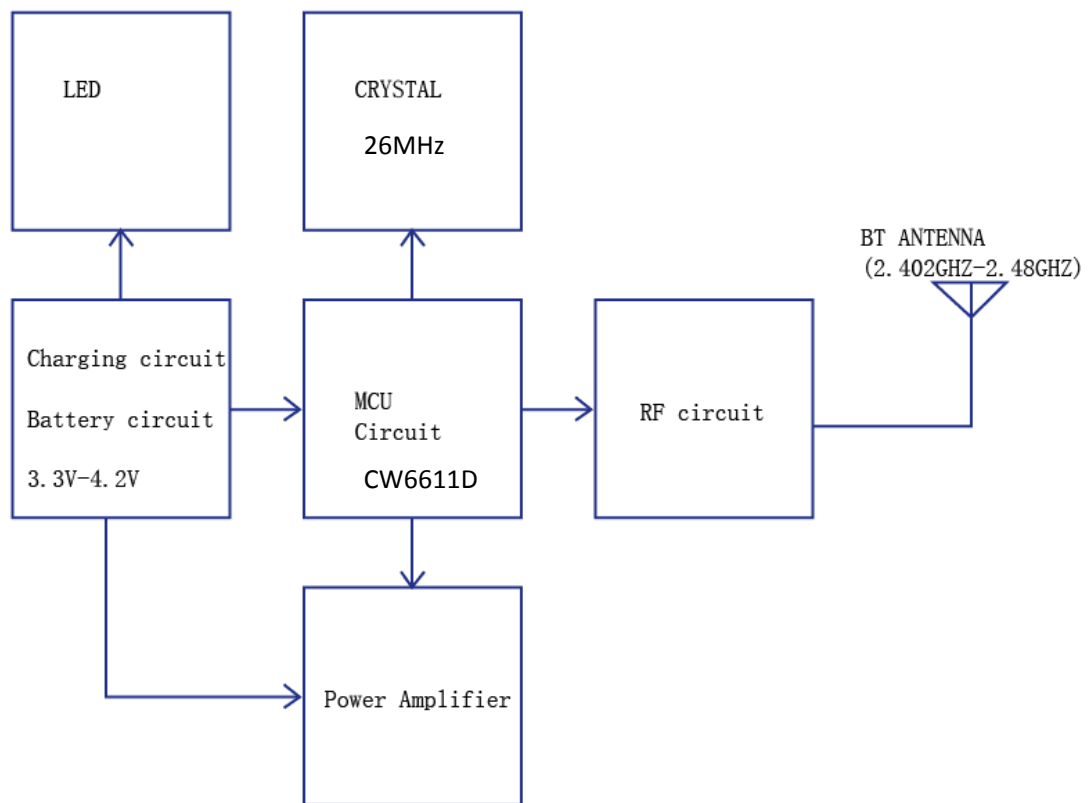 LED
CRYSTAL
26MHz
BT ANTENNA
(2.402GHZ-2.48GHZ)
Charging circuit
Battery circuit
3.3V-4.2V
MCU
Circuit
CW6611D
RF circuit
Power Amplifier